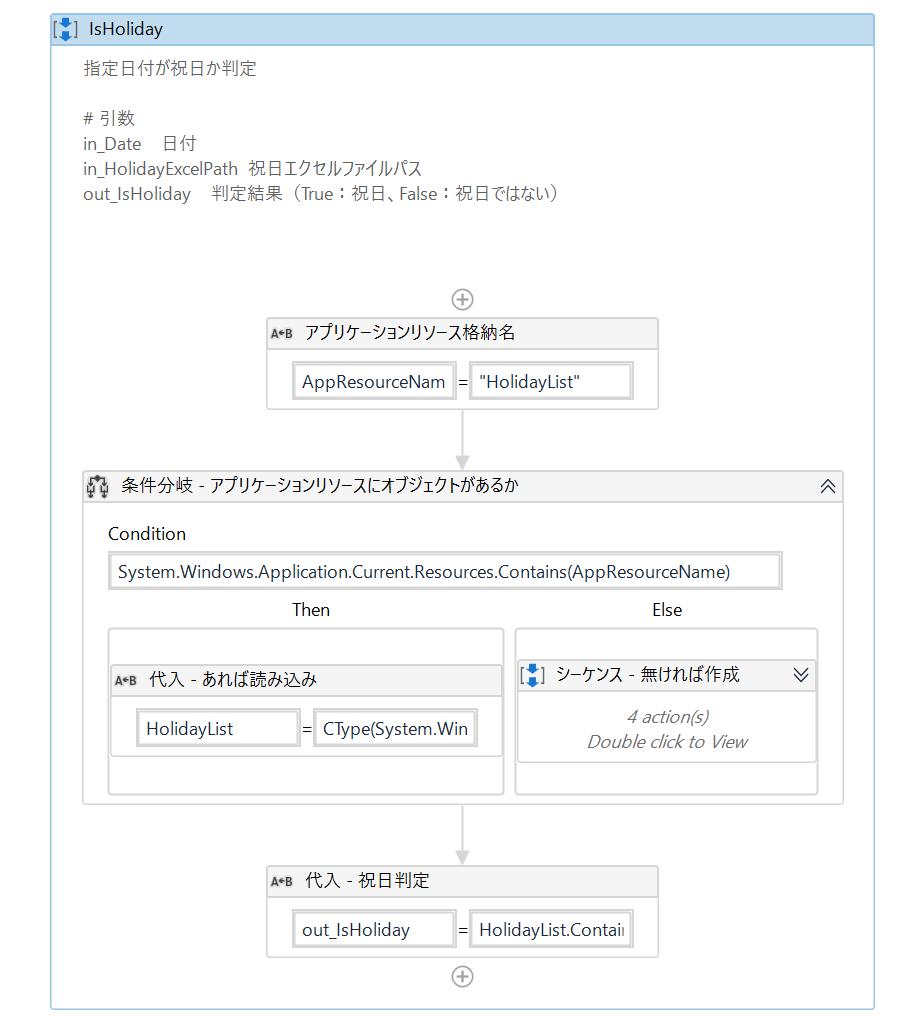 IsHoliday
指定日付が祝日か判定
# 引数
in_Date 日付
in_HolidayExcelPath 祝日エクセルファイルパス
out_IsHoliday 判定結果（True：祝日、False：祝日ではない）
A←B アプリケーションリソース格納名
AppResourceNam = "HolidayList"
条件分岐 - アプリケーションリソースにオブジェクトがあるか
Condition
System.Windows.Application.Current.Resources.Contains(AppResourceName)
Then
Else
A←B 代入 - あれば読み込み
HolidayList = CType(System.Win
シーケンス - 無ければ作成
4 action(s)
Double click to View
A←B 代入 - 祝日判定
out_IsHoliday = HolidayList.Contai